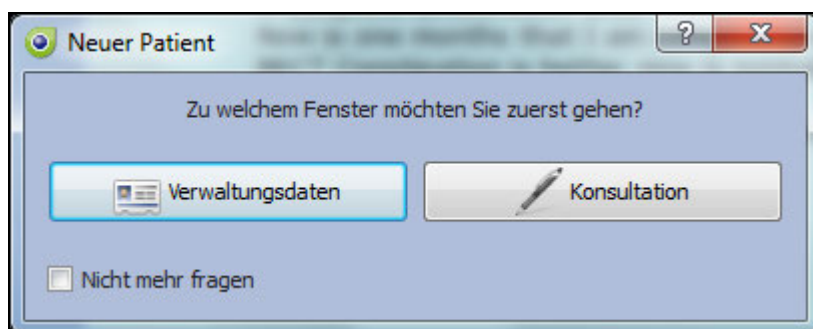 Neuer Patient
Zu welchem Fenster möchten Sie zuerst gehen?
Verwaltungsdaten
Konsultation
Nicht mehr fragen